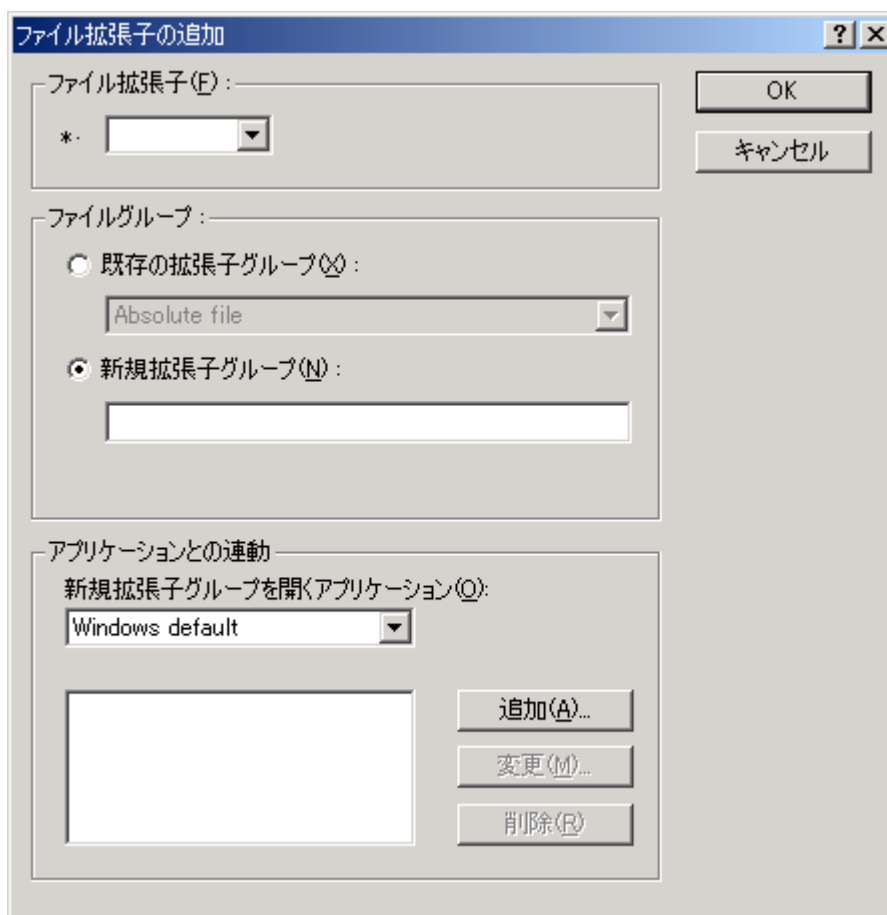 ファイル拡張子の追加
ファイル拡張子(F):
OK
*.
キャンセル
ファイルグループ:
既存の拡張子グループ(X):
Absolute file
新規拡張子グループ(N):
アプリケーションとの連動
新規拡張子グループを開くアプリケーション(O):
Windows default
追加(A)...
変更(M)...
削除(R)